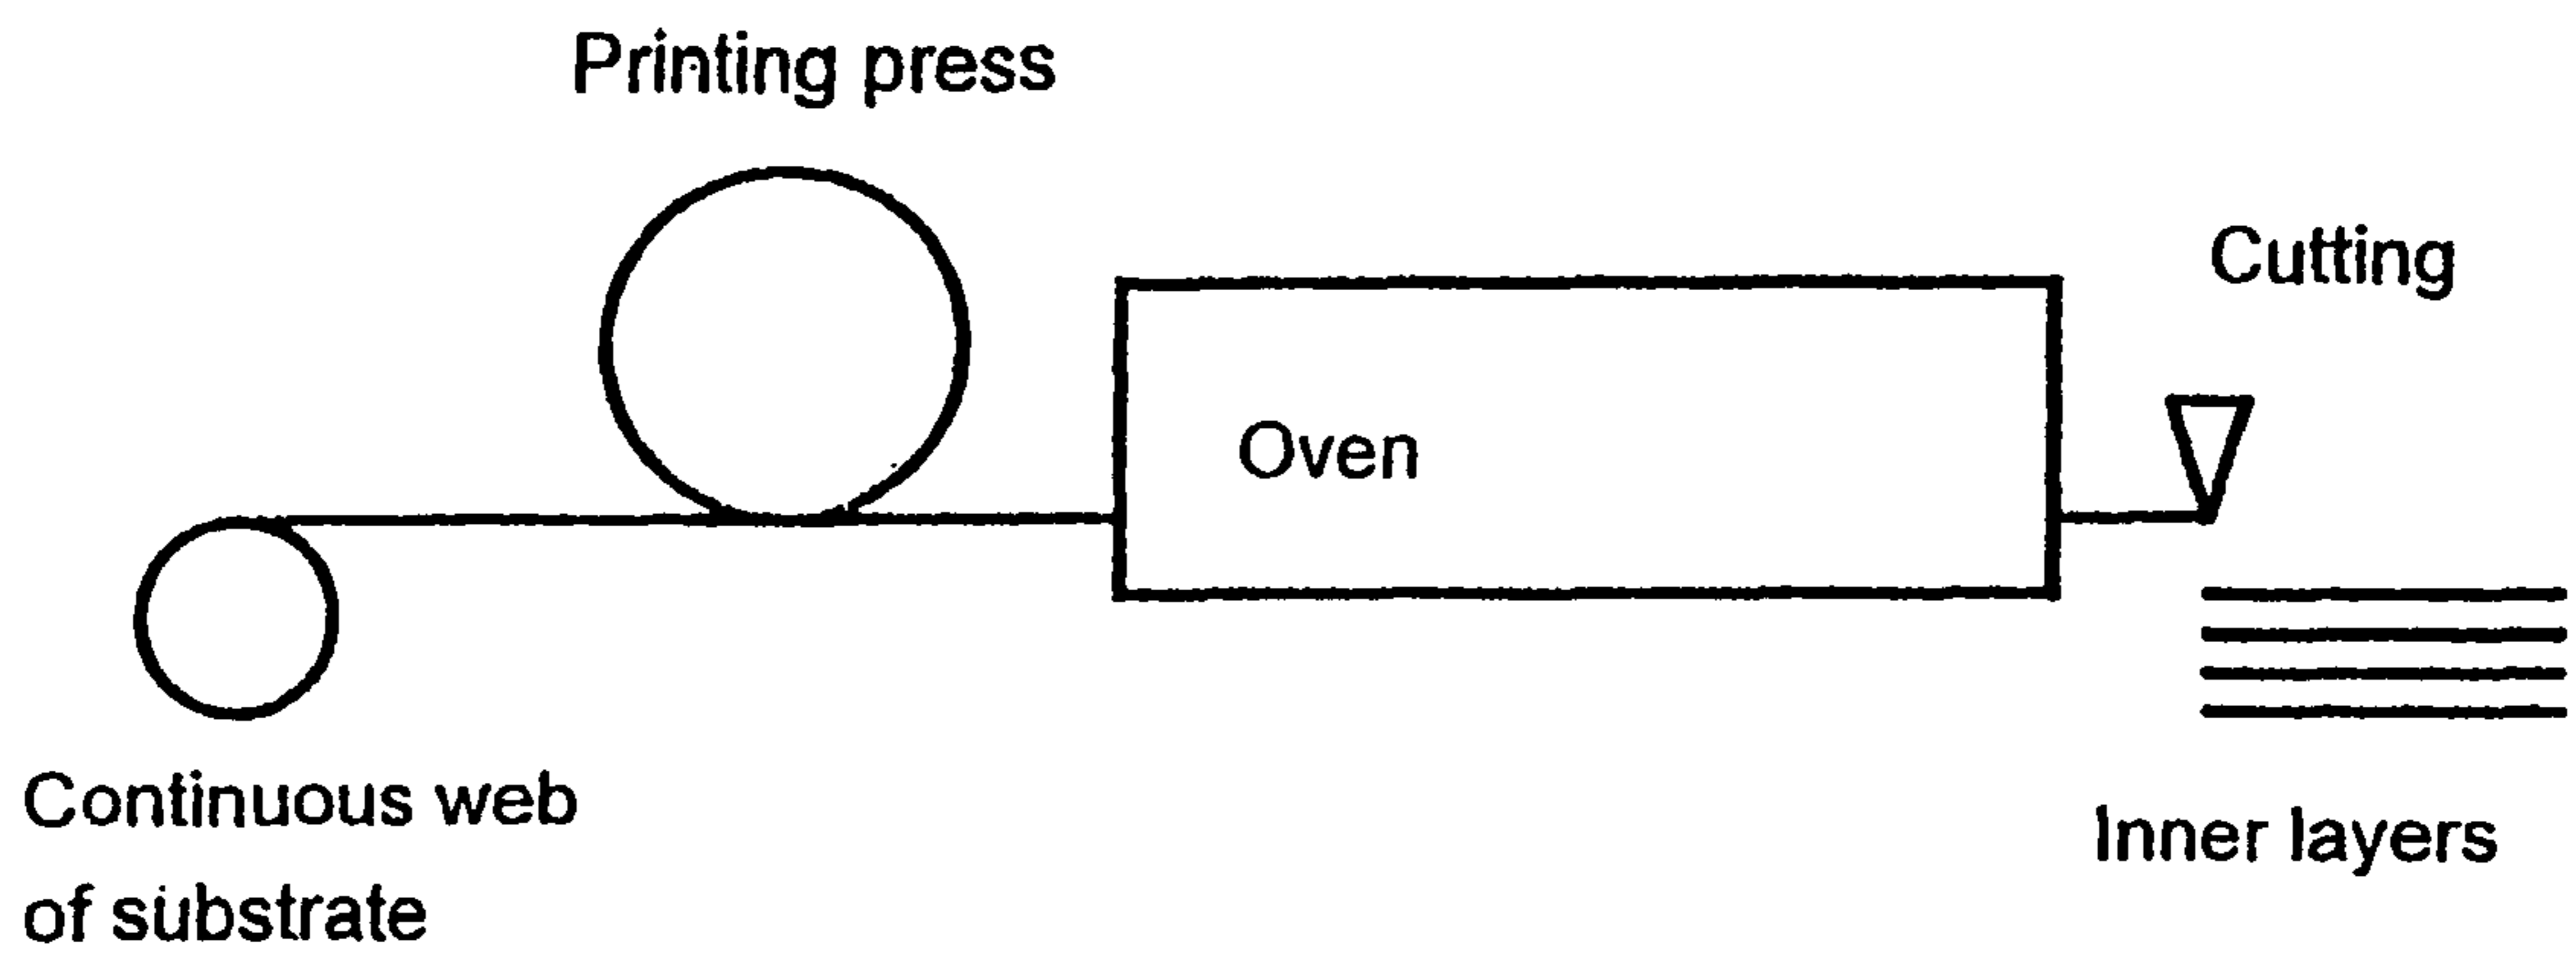 Printing press
Cutting
Oven
Continuous web
of substrate
Inner layers